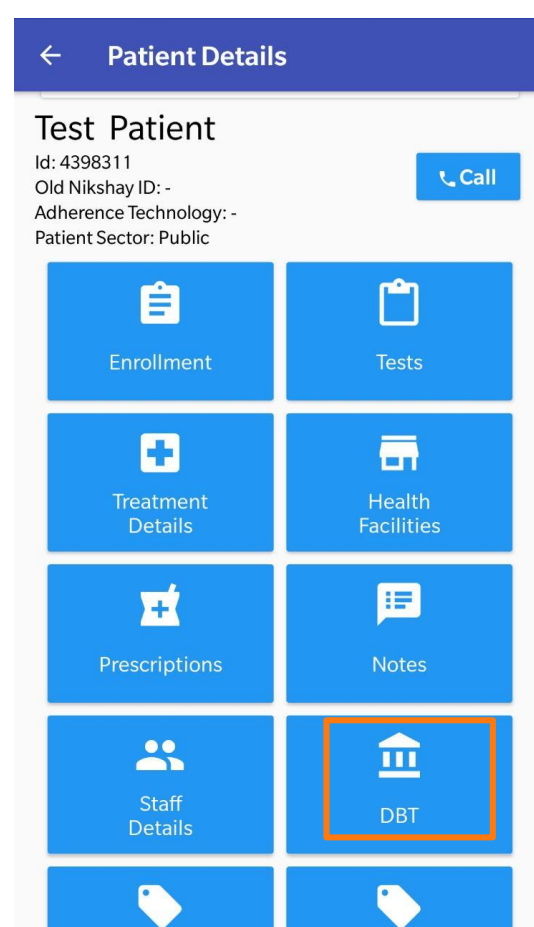 Patient Details
Test Patient
Id: 4398311
Old Nikshay ID: -
Adherence Technology: -
Patient Sector: Public
Call
Enrollment
Tests
Treatment
Details
Health
Facilities
Prescriptions
Notes
Staff
Details
DBT